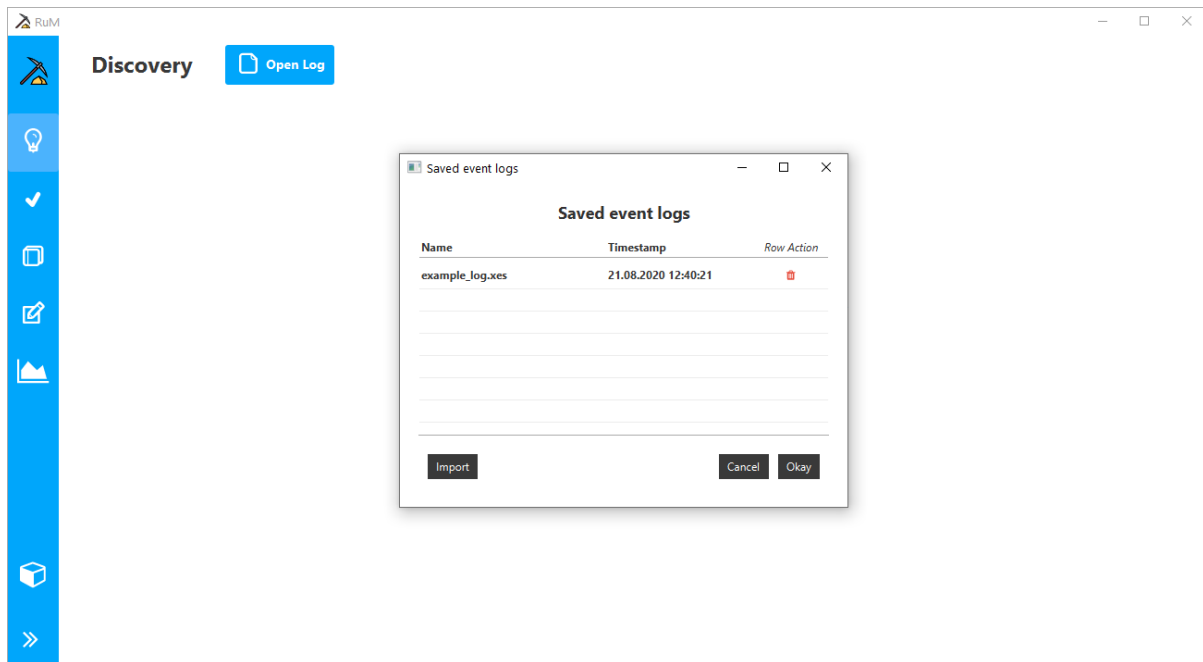 RuM
Discovery
Open Log
Saved event logs
Saved event logs
Name Timestamp Row Action
example_log.xes 21.08.2020 12:40:21
Import Cancel Okay